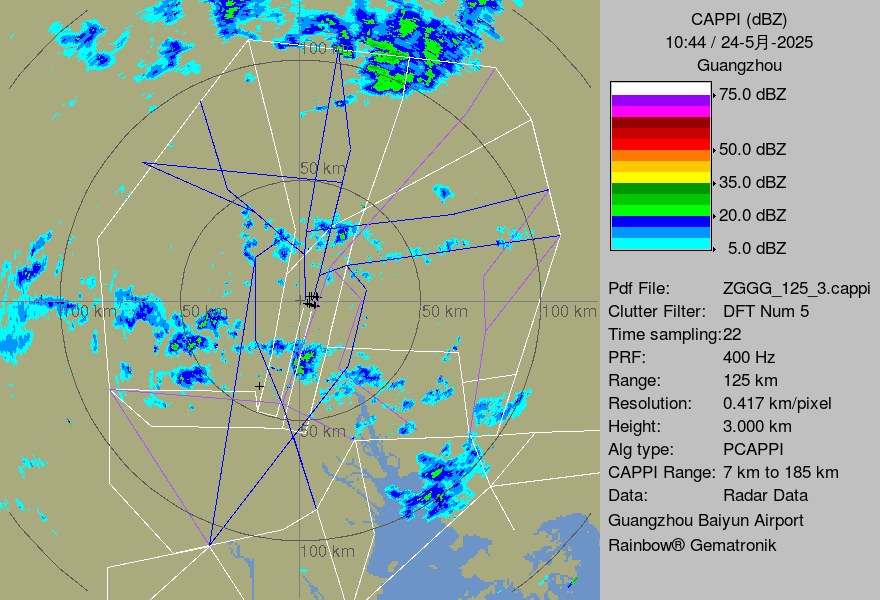 CAPPI (dBZ)
10:44 / 24-5月-2025
Guangzhou
75.0 dBZ
50.0 dBZ
35.0 dBZ
20.0 dBZ
5.0 dBZ
Pdf File: ZGGG_125_3.cappi
Clutter Filter: DFT Num 5
Time sampling:22
PRF: 400 Hz
Range: 125 km
Resolution: 0.417 km/pixel
Height: 3.000 km
Alg type: PCAPPI
CAPPI Range: 7 km to 185 km
Data: Radar Data
Guangzhou Baiyun Airport
Rainbow® Gematronik
100 km
50 km
100 km
50 km
50 km
100 km
50 km
100 km